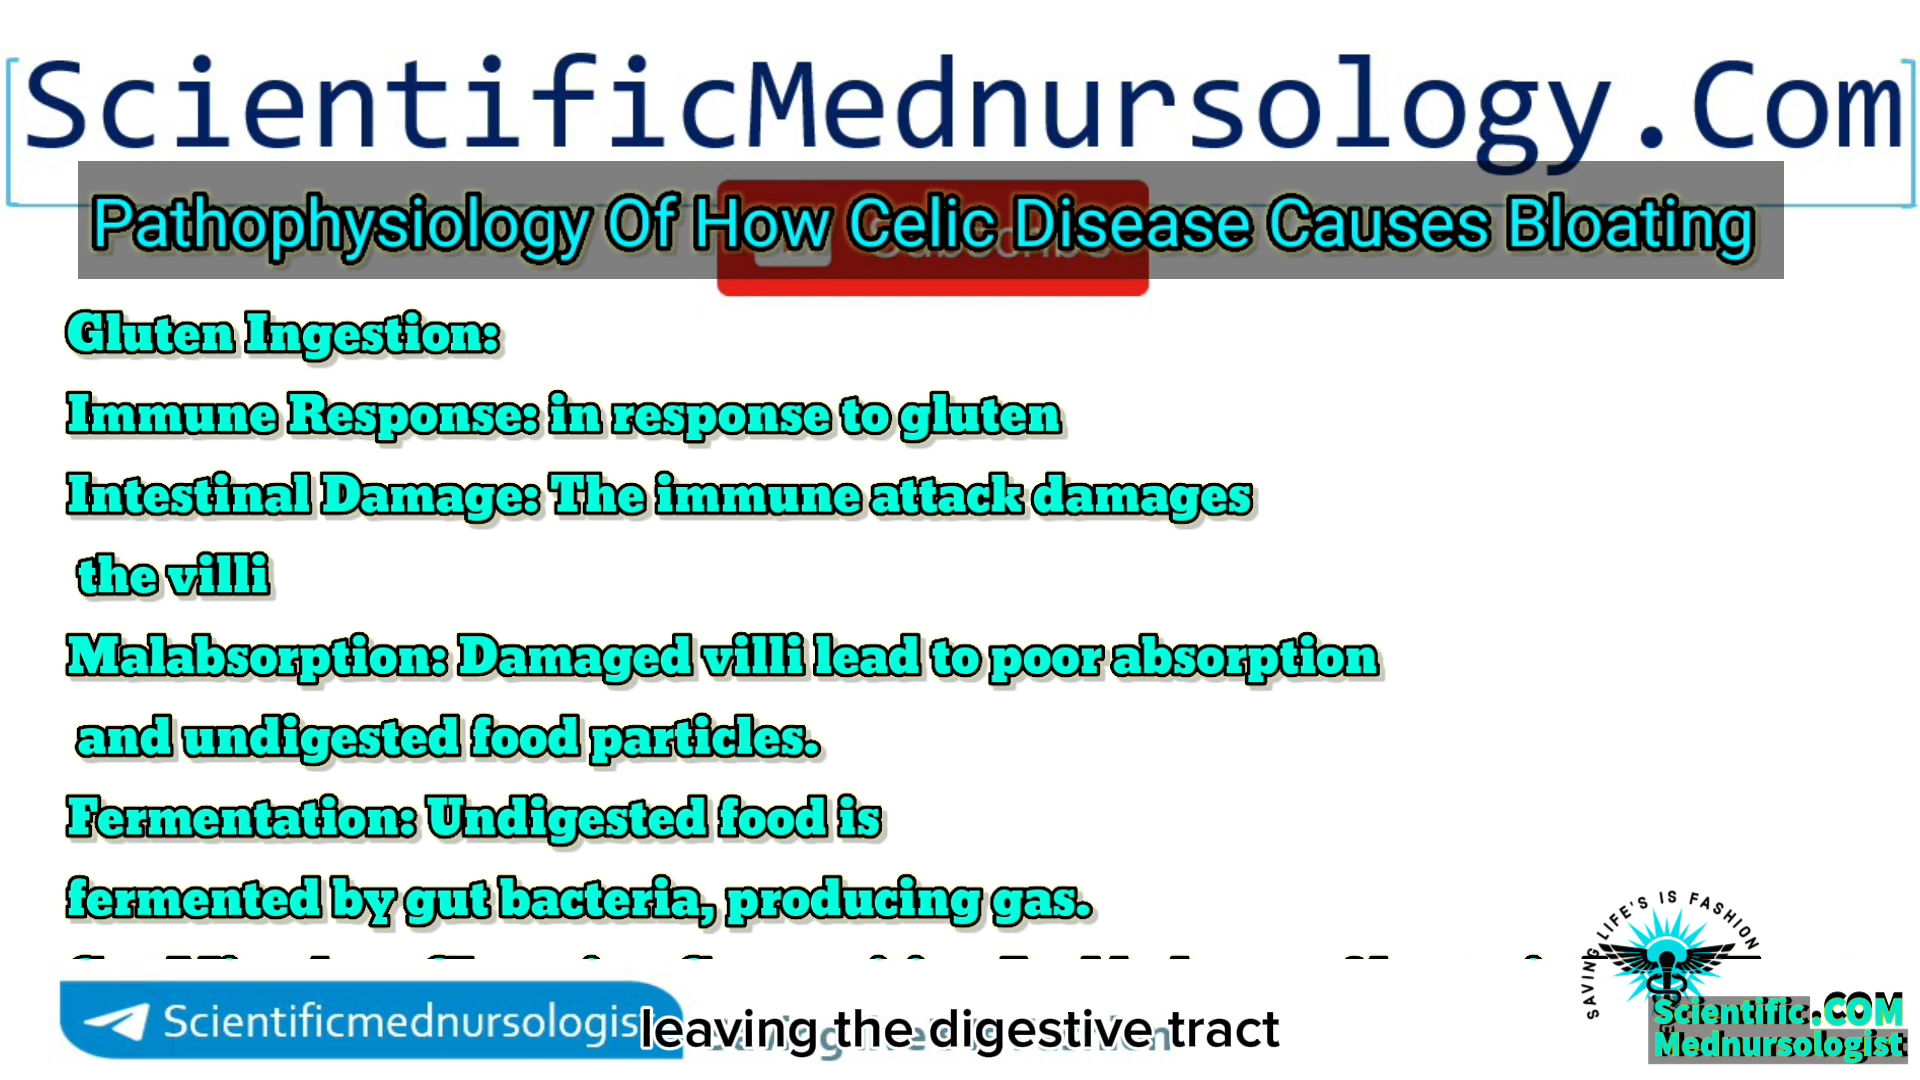 ScientificMednursology.Com
Pathophysiology Of How Celic Disease Causes Bloating
Gluten Ingestion:
Immune Response: in response to gluten
Intestinal Damage: The immune attack damages
the villi
Malabsorption: Damaged villi lead to poor absorption
and undigested food particles.
Fermentation: Undigested food is
fermented by gut bacteria, producing gas.
SAVING LIFE'S IS FASHION
Scientificmednursologis
leaving the digestive tract
Scientific.COM
Mednursologist